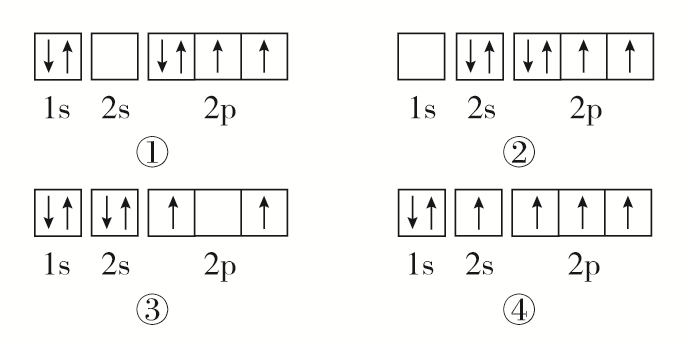 1s 2s 2p 1s 2s 2p
① ②
1s 2s 2p 1s 2s 2p
③ ④